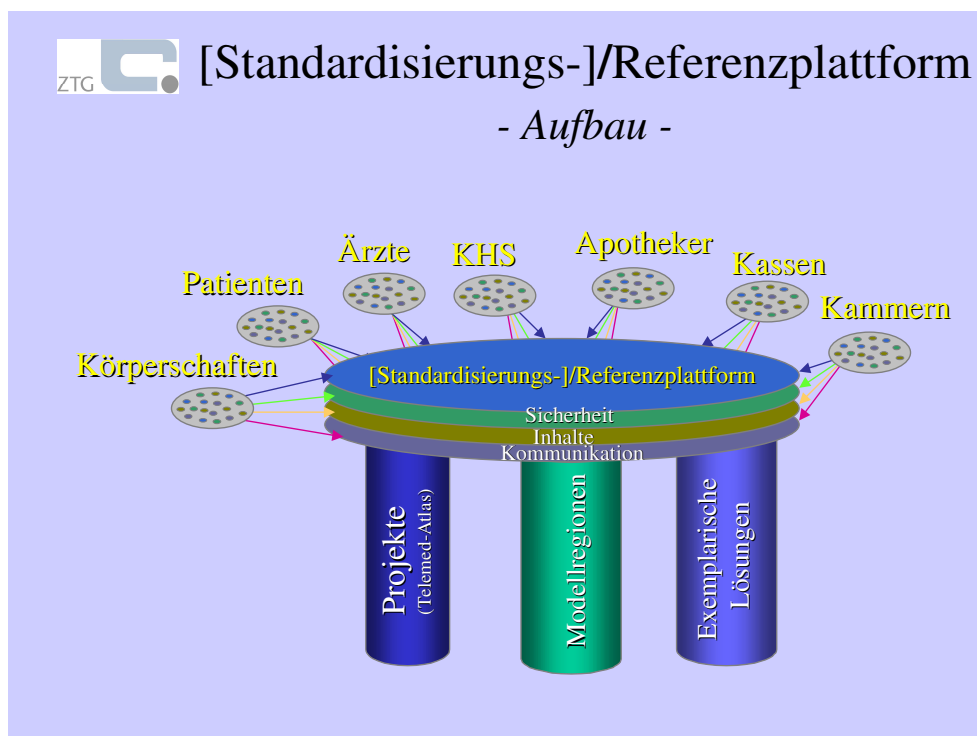 ZTG
[Standardisierungs-]/Referenzplattform
- Aufbau -
Ärzte
KHS
Apotheker
Kassen
Patienten
Kammern
Körperschaften
[Standardisierungs-]/Referenzplattform
Sicherheit
Inhalte
Kommunikation
Projekte
(Telemed-Atlas)
Modellregionen
Exemplarische
Lösungen